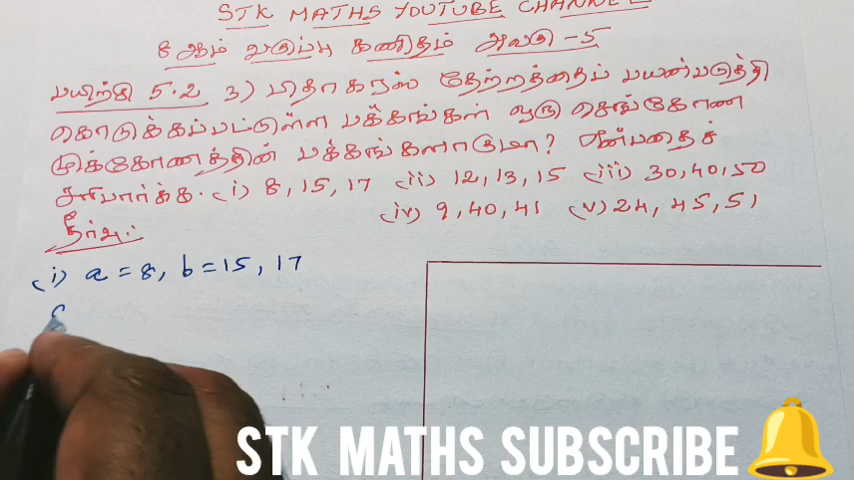 STK MATHS YOUTUBE CHANNEL
8 ஆம் வகுப்பு கணிதம் அலகு -5
பயிற்சி 5.2 3) பிதாகரஸ் தேற்றத்தைப் பயன்படுத்தி
கொடுக்கப்பட்டுள்ள பக்கங்கள் ஒரு செங்கோண
முக்கோணத்தின் பக்கங்களாகுமா? என்பதைச்
சரிபார்க்க. (i) 8, 15, 17 (ii) 12, 13, 15 (iii) 30, 40, 50
(iv) 9, 40, 41 (v) 24, 45, 51
தீர்வு:
(i) a = 8, b = 15, 17
STK MATHS SUBSCRIBE